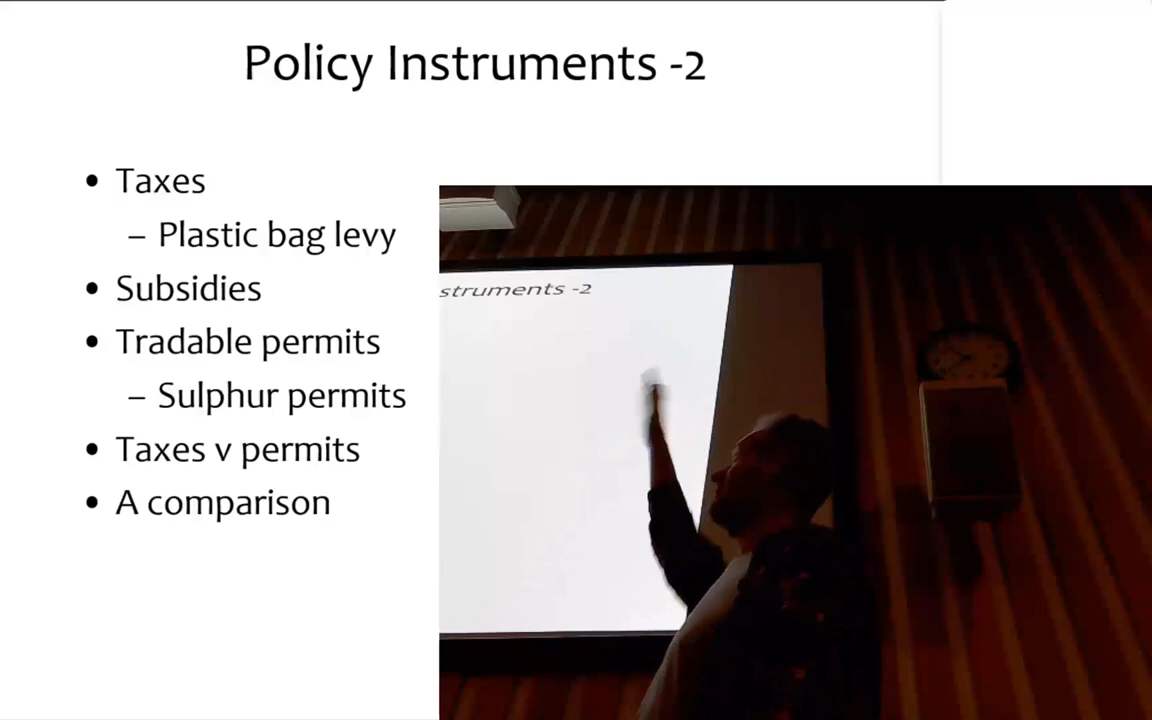 Policy Instruments -2
• Taxes
– Plastic bag levy
• Subsidies
• Tradable permits
– Sulphur permits
• Taxes v permits
• A comparison
struments -2